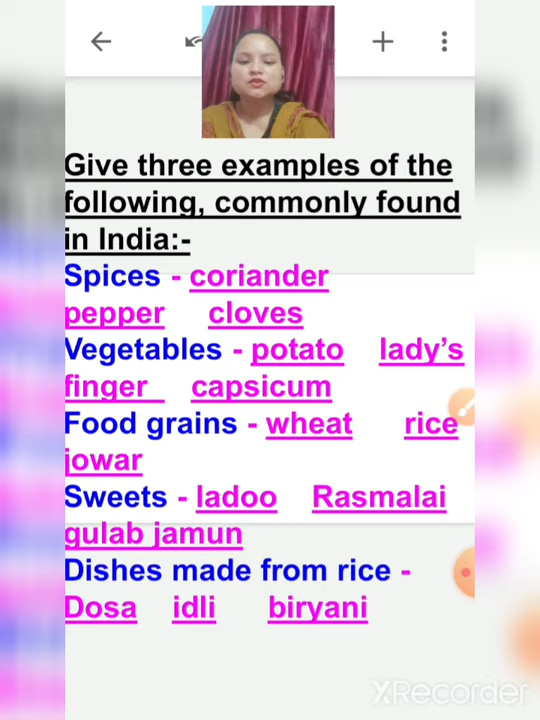 Give three examples of the
following, commonly found
in India:-
Spices - coriander
pepper cloves
Vegetables - potato lady's
finger capsicum
Food grains - wheat rice
jowar
Sweets - ladoo Rasmalai
gulab jamun
Dishes made from rice -
Dosa idli biryani
XRecorder